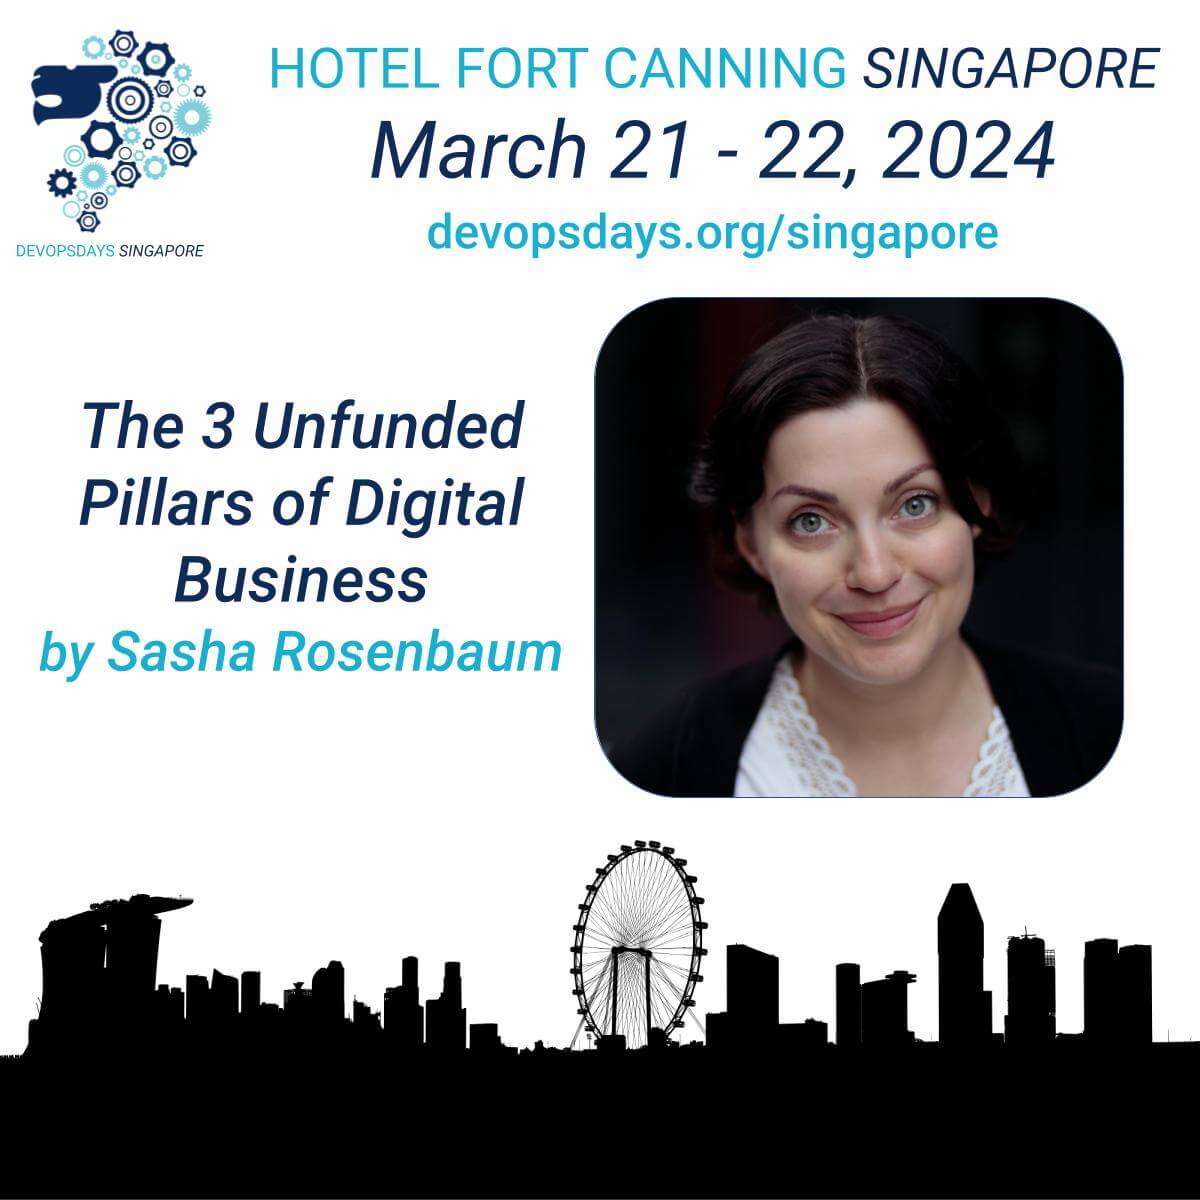 HOTEL FORT CANNING SINGAPORE
March 21 - 22, 2024
devopsdays.org/singapore
DEVOPSDAYS SINGAPORE
The 3 Unfunded
Pillars of Digital
Business
by Sasha Rosenbaum